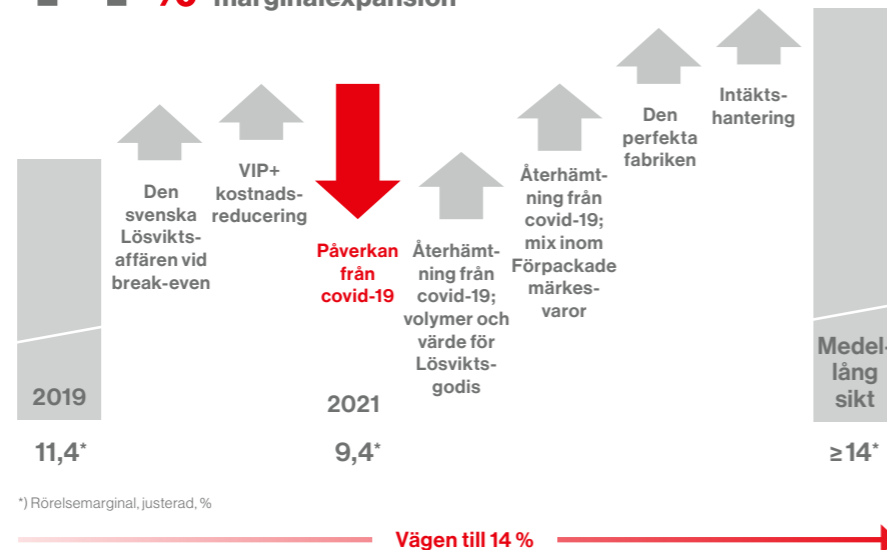 % marginalexpansion
Den
svenska
Lösvikts-
affären vid
break-even
VIP+
kostnads-
reducering
Påverkan
från
covid-19
Återhämt-
ning från
covid-19;
volymer och
värde för
Lösvikts-
godis
Återhämt-
ning från
covid-19;
mix inom
Förpackade
märkes-
varor
Den
perfekta
fabriken
Intäkts-
hantering
2019
2021
Medel-
lång
sikt
11,4*
9,4*
≥14*
*) Rörelsemarginal, justerad, %
Vägen till 14 %